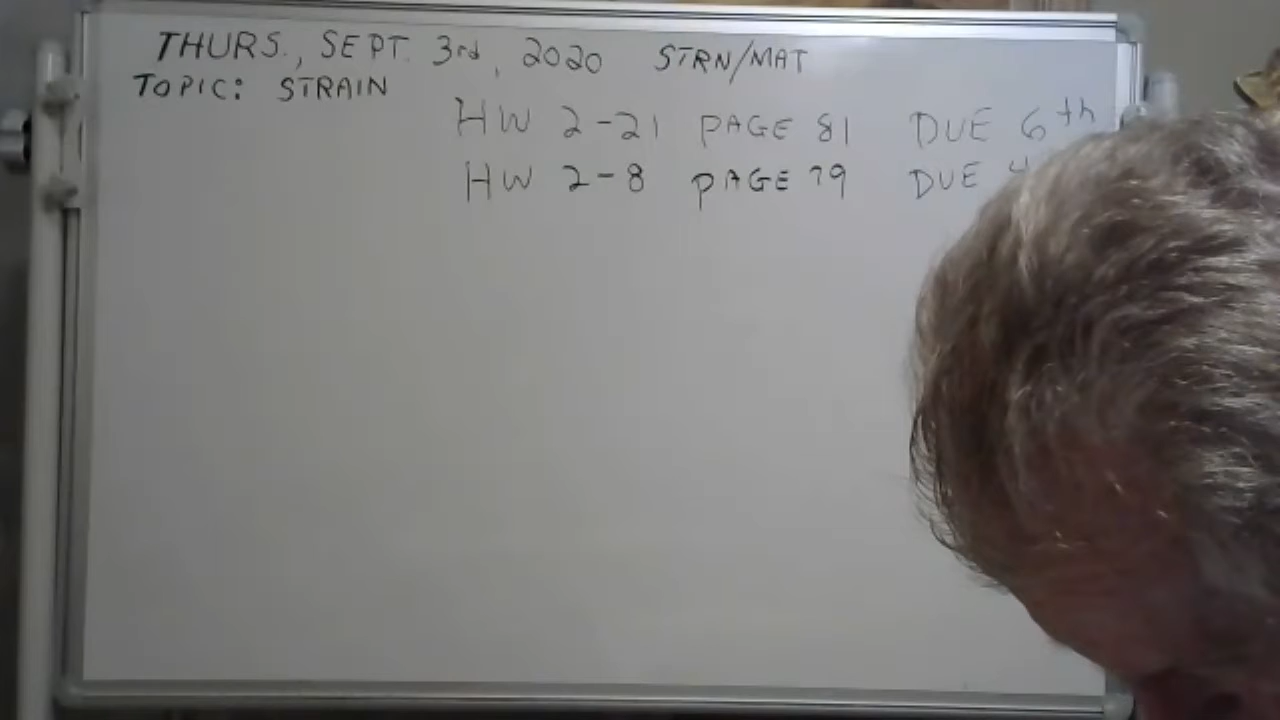 THURS., SEPT. 3rd, 2020 STRN/MAT
TOPIC: STRAIN
HW 2-21 PAGE 81 DUE 6th
HW 2-8 PAGE 79 DUE